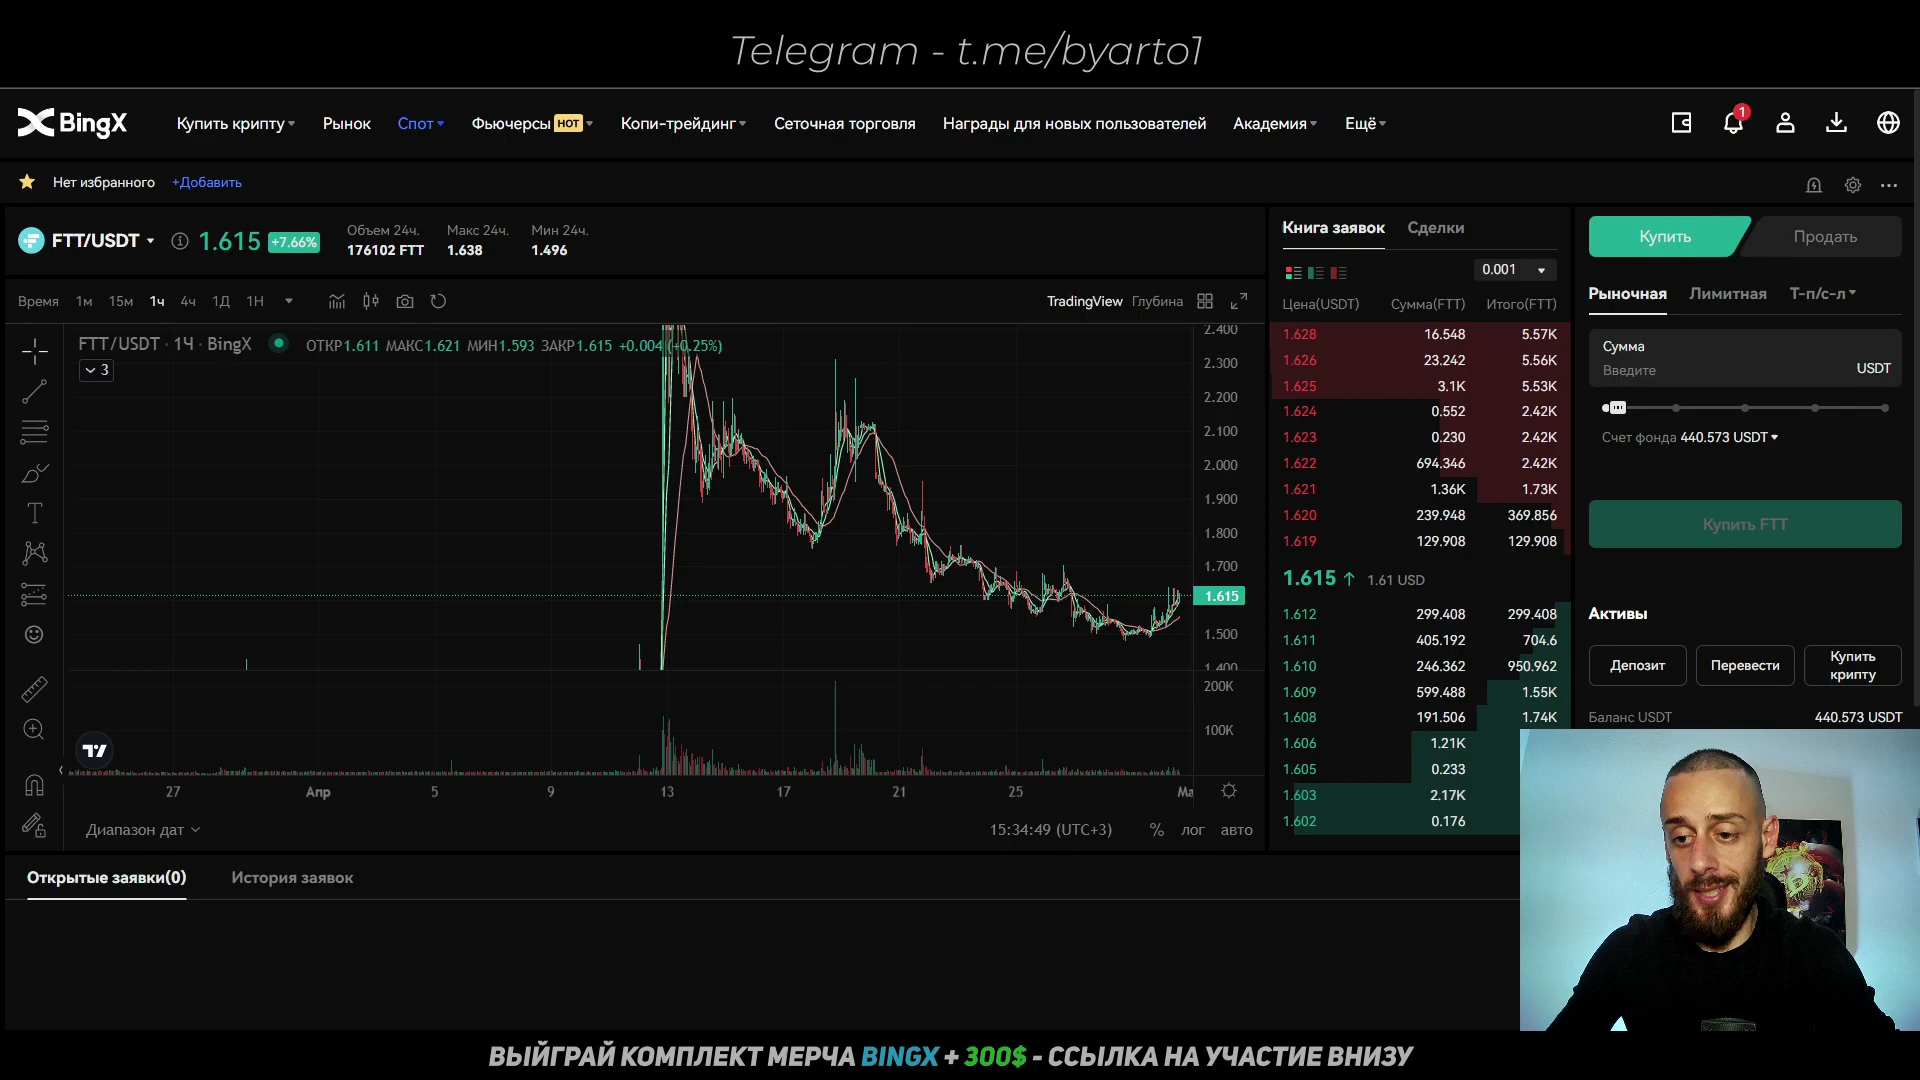 Telegram - t.me/byarto1
BingX
Купить крипту
Рынок
Спот
Фьючерсы HOT
Копи-трейдинг
Сеточная торговля
Награды для новых пользователей
Академия
Ещё
1
Нет избранного
+Добавить
FTT/USDT
1.615
+7.66%
Объем 24ч.
176102 FTT
Макс 24ч.
1.638
Мин 24ч.
1.496
Время 1м 15м 1ч 4ч 1Д 1Н
TradingView Глубина
FTT/USDT · 1Ч · BingX
ОТКР1.611 МАКС1.621 МИН1.593 ЗАКР1.615 +0.004 (+0.25%)
3
2.400
2.300
2.200
2.100
2.000
1.900
1.800
1.700
1.615
1.500
1.400
200K
100K
27 Апр 5 9 13 17 21 25 Ма
Диапазон дат
15:34:49 (UTC+3)
% лог авто
Книга заявок Сделки
0.001
Цена(USDT) Сумма(FTT) Итого(FTT)
1.628 16.548 5.57K
1.626 23.242 5.56K
1.625 3.1K 5.53K
1.624 0.552 2.42K
1.623 0.230 2.42K
1.622 694.346 2.42K
1.621 1.36K 1.73K
1.620 239.948 369.856
1.619 129.908 129.908
1.615 ↑ 1.61 USD
1.612 299.408 299.408
1.611 405.192 704.6
1.610 246.362 950.962
1.609 599.488 1.55K
1.608 191.506 1.74K
1.606 1.21K
1.605 0.233
1.603 2.17K
1.602 0.176
Купить Продать
Рыночная Лимитная Т-п/с-л
Сумма
Введите
USDT
Счет фонда 440.573 USDT
Купить FTT
Активы
Депозит
Перевести
Купить крипту
Баланс USDT 440.573 USDT
Открытые заявки(0)
История заявок
ВЫЙГРАЙ КОМПЛЕКТ МЕРЧА BINGX + 300$ - ССЫЛКА НА УЧАСТИЕ ВНИЗУ